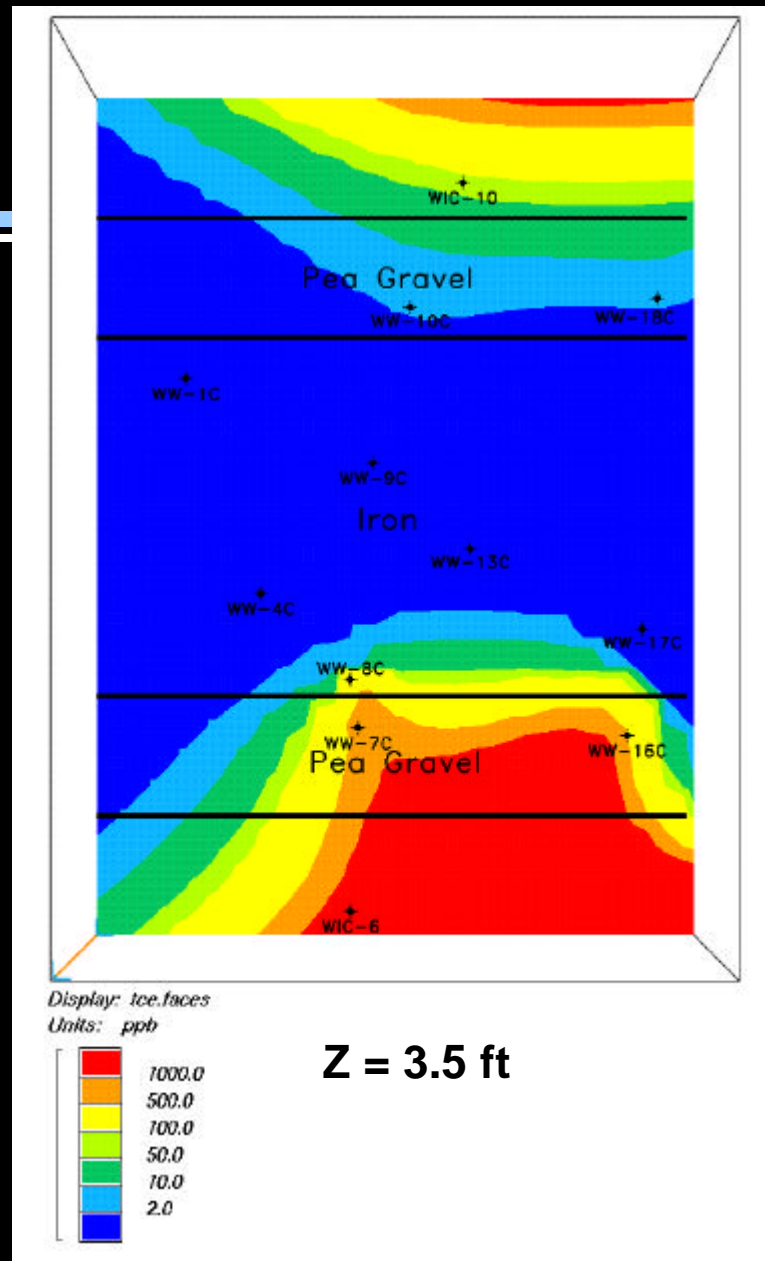 WIC-10
Pea Gravel
WW-10C
WW-18C
WW-1C
WW-9C
Iron
WW-13C
WW-4C
WW-17C
WW-8C
WW-7C
WW-16C
Pea Gravel
WIC-6
Display: tce.faces
Units: ppb
Z = 3.5 ft
1000.0
500.0
100.0
50.0
10.0
2.0